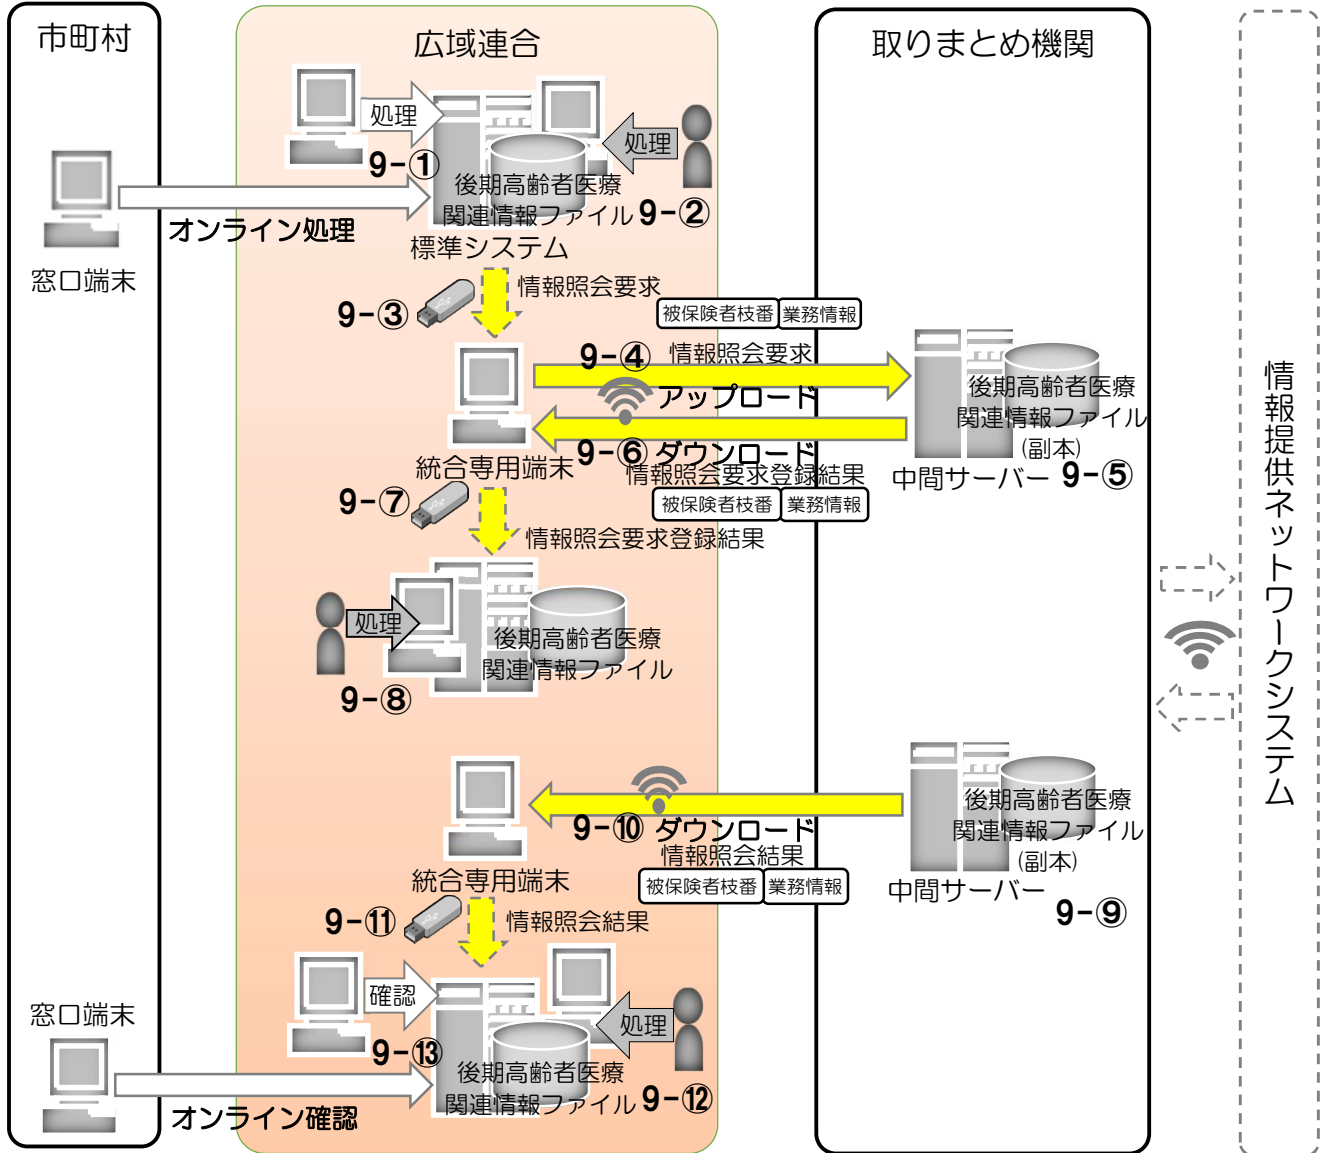 市町村
広域連合
取りまとめ機関
処理
9-①
処理
後期高齢者医療
関連情報ファイル
9-②
オンライン処理
標準システム
窓口端末
情報照会要求
9-③
被保険者枝番
業務情報
9-④
情報照会要求
アップロード
後期高齢者医療
関連情報ファイル
(副本)
中間サーバー
9-⑤
9-⑥
ダウンロード
情報照会要求登録結果
被保険者枝番
業務情報
統合専用端末
9-⑦
情報照会要求登録結果
処理
後期高齢者医療
関連情報ファイル
9-⑧
情報提供ネットワークシステム
9-⑩
ダウンロード
情報照会結果
被保険者枝番
業務情報
後期高齢者医療
関連情報ファイル
(副本)
中間サーバー
9-⑨
統合専用端末
9-⑪
情報照会結果
確認
処理
9-⑬
後期高齢者医療
関連情報ファイル
9-⑫
窓口端末
オンライン確認